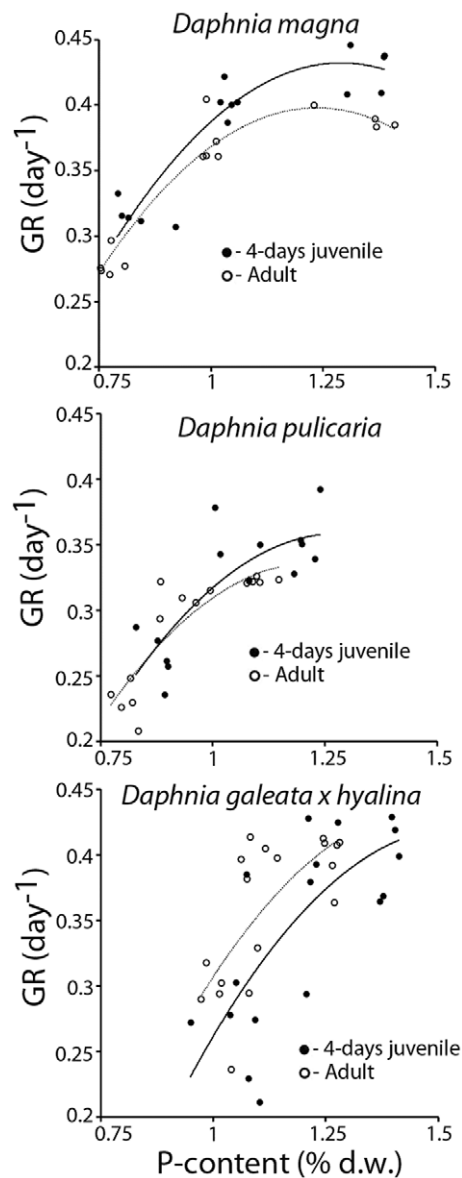 Daphnia magna
0.45
0.4
0.35
0.3
0.25
0.2
GR (day-1)
- 4-days juvenile
- Adult
0.75
1
1.25
1.5
Daphnia pulicaria
0.45
0.4
0.35
0.3
0.25
0.2
GR (day-1)
- 4-days juvenile
- Adult
0.75
1
1.25
1.5
Daphnia galeata x hyalina
0.45
0.4
0.35
0.3
0.25
0.2
GR (day-1)
- 4-days juvenile
- Adult
0.75
1
1.25
1.5
P-content (% d.w.)